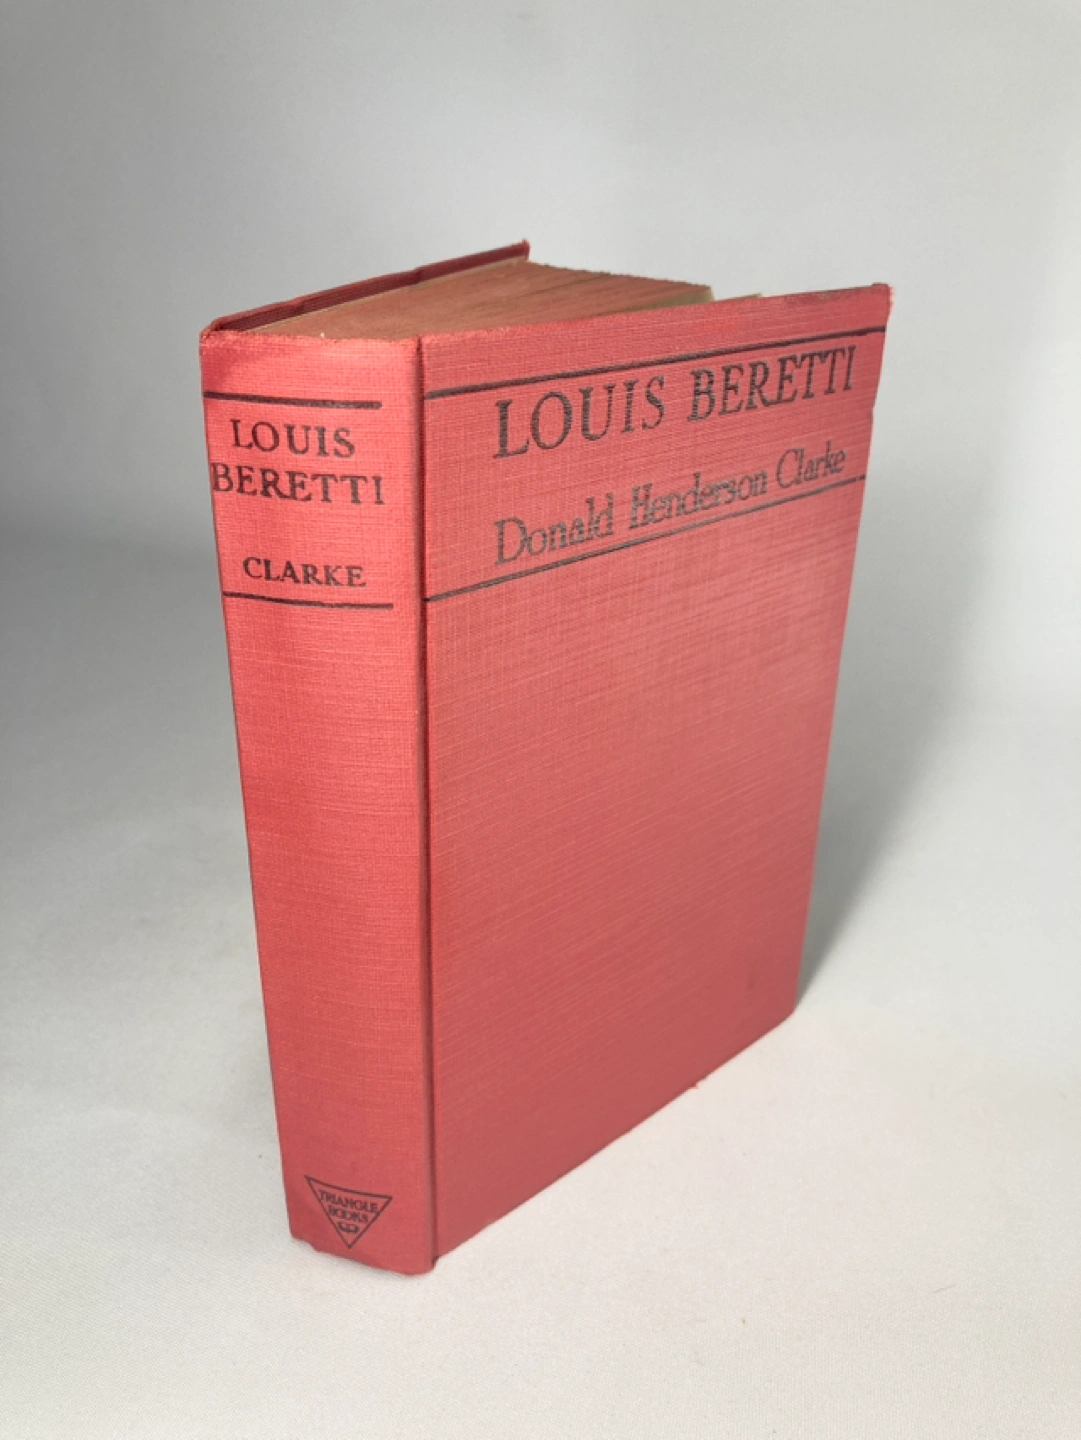 LOUIS
BERETTI
CLARKE
TRIANGLE
BOOKS
LOUIS BERETTI
Donald Henderson Clarke